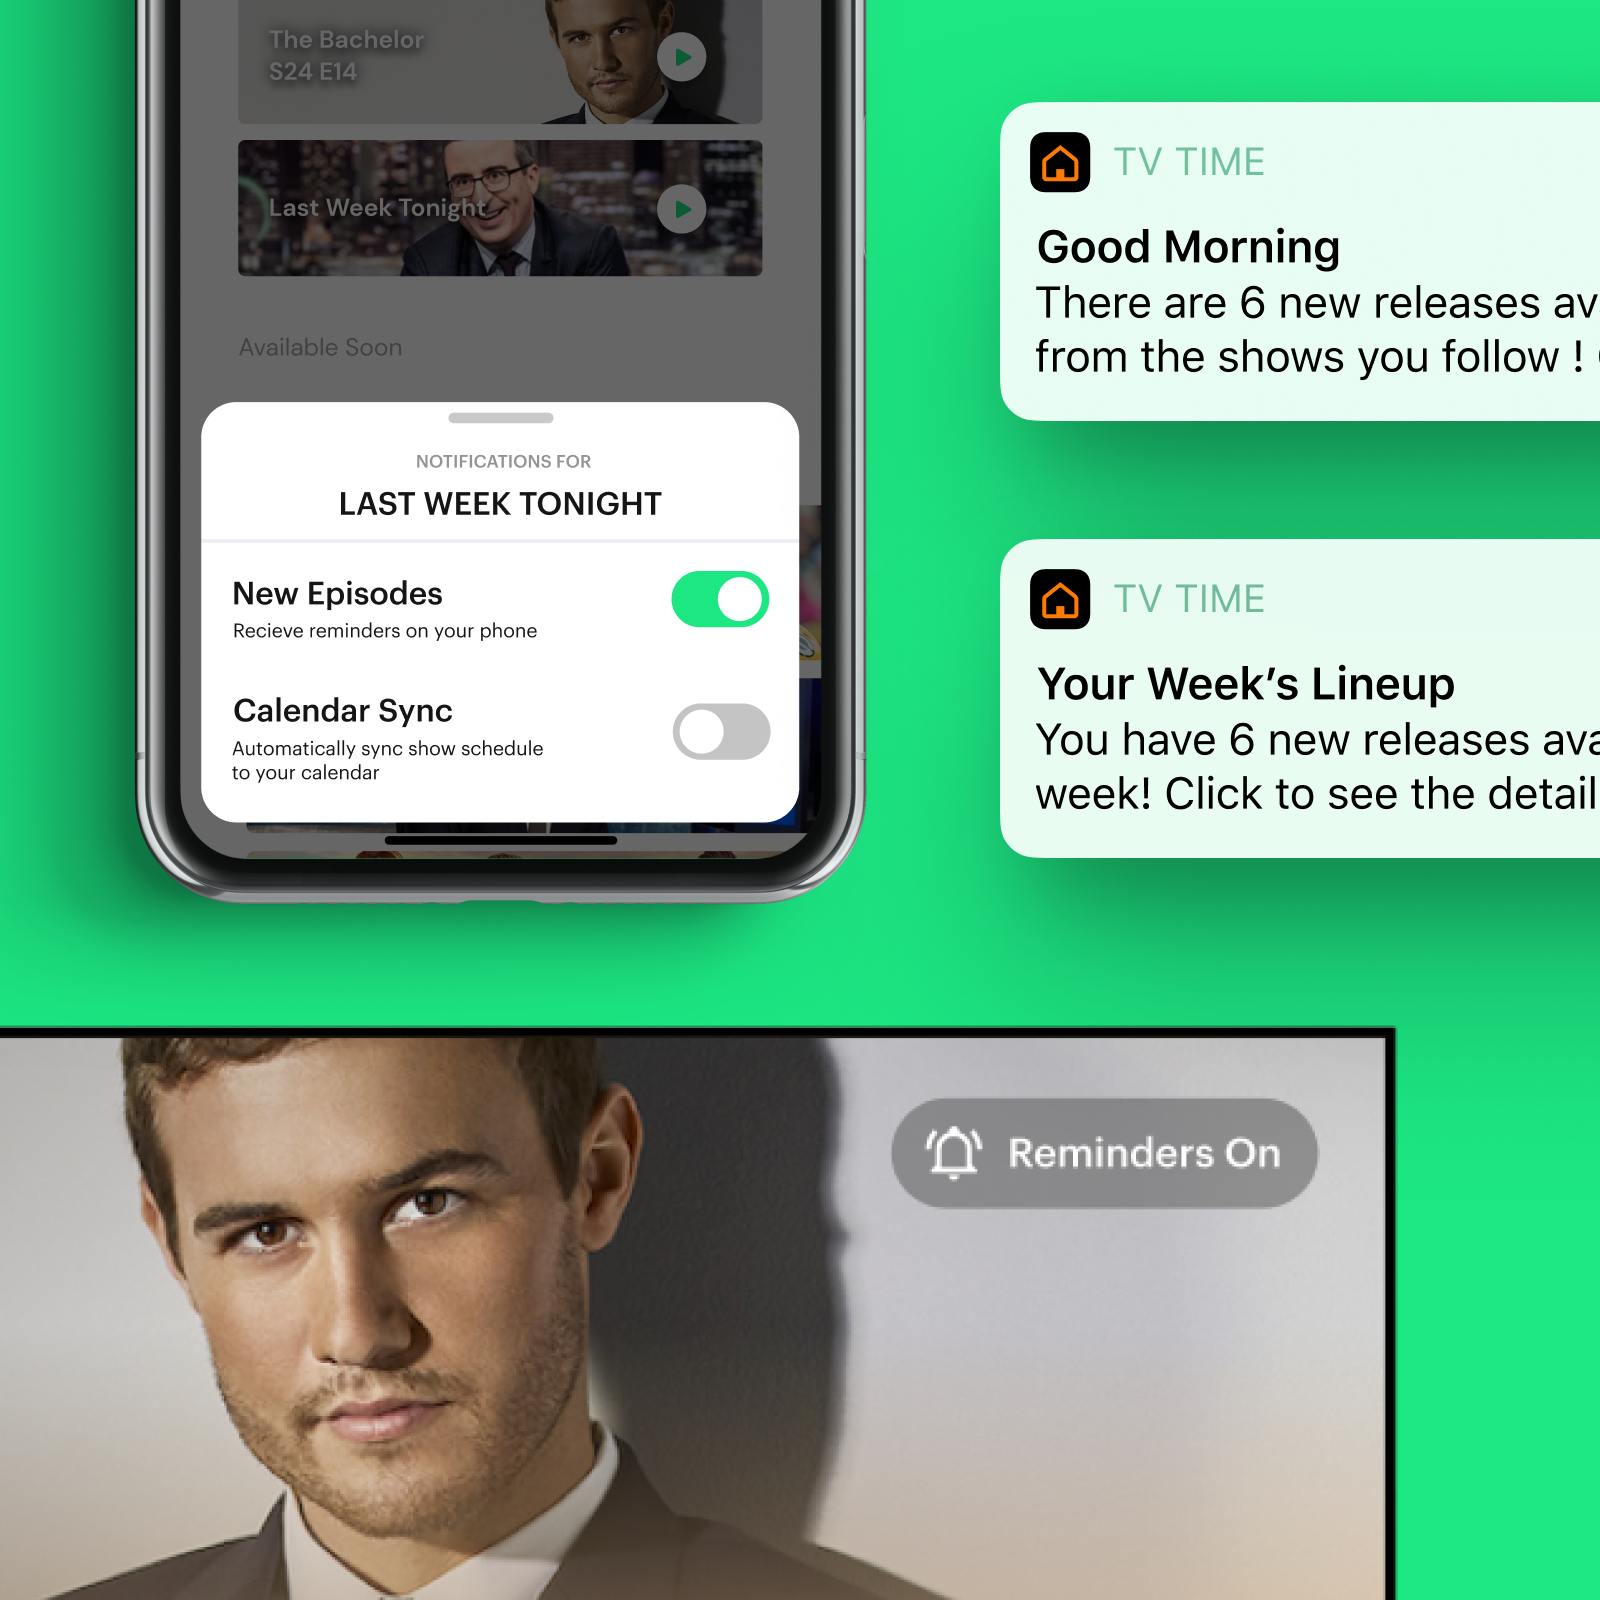 The Bachelor
S24 E14
Last Week Tonight
Available Soon
NOTIFICATIONS FOR
LAST WEEK TONIGHT
New Episodes
Recieve reminders on your phone
Calendar Sync
Automatically sync show schedule
to your calendar
TV TIME
Good Morning
There are 6 new releases av
from the shows you follow !
TV TIME
Your Week’s Lineup
You have 6 new releases ava
week! Click to see the detail
Reminders On